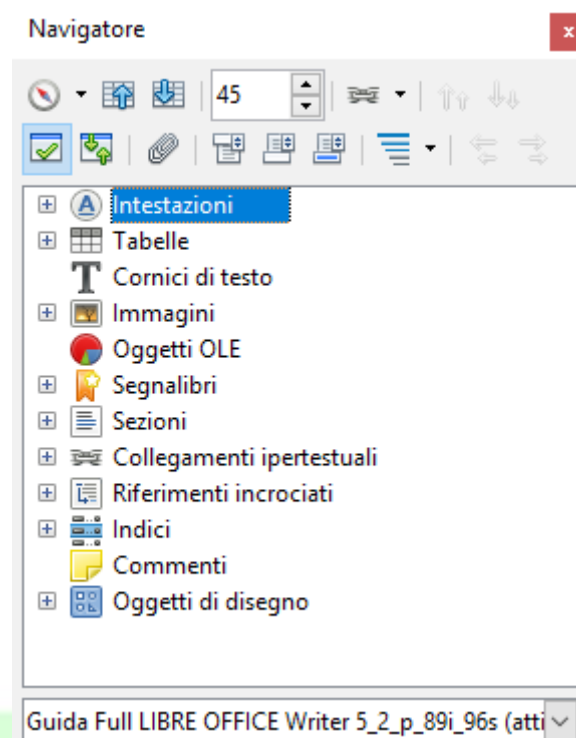 Navigatore
x
45
Intestazioni
Tabelle
Cornici di testo
Immagini
Oggetti OLE
Segnalibri
Sezioni
Collegamenti ipertestuali
Riferimenti incrociati
Indici
Commenti
Oggetti di disegno
Guida Full LIBRE OFFICE Writer 5_2_p_89i_96s (atti